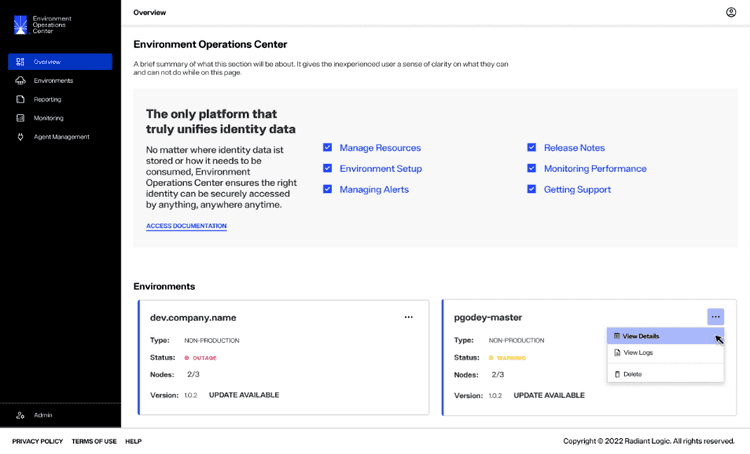 Environment
Operations
Center
Overview
Environments
Reporting
Monitoring
Agent Management
Admin
Overview
Environment Operations Center
A brief summary of what this section will be about. It gives the inexperienced user a sense of clarity on what they can
and can not do while on this page.
The only platform that
truly unifies identity data
No matter where identity data ist
stored or how it needs to be
consumed, Environment
Operations Center ensures the right
identity can be securely accessed
by anything, anywhere anytime.
ACCESS DOCUMENTATION
Manage Resources
Environment Setup
Managing Alerts
Release Notes
Monitoring Performance
Getting Support
Environments
dev.company.name
Type: NON-PRODUCTION
Status: OUTAGE
Nodes: 2/3
Version: 1.0.2 UPDATE AVAILABLE
pgodey-master
Type: NON-PRODUCTION
Status: WARNING
Nodes: 2/3
Version: 1.0.2 UPDATE AVAILABLE
View Details
View Logs
Delete
PRIVACY POLICY TERMS OF USE HELP
Copyright © 2022 Radiant Logic. All rights reserved.